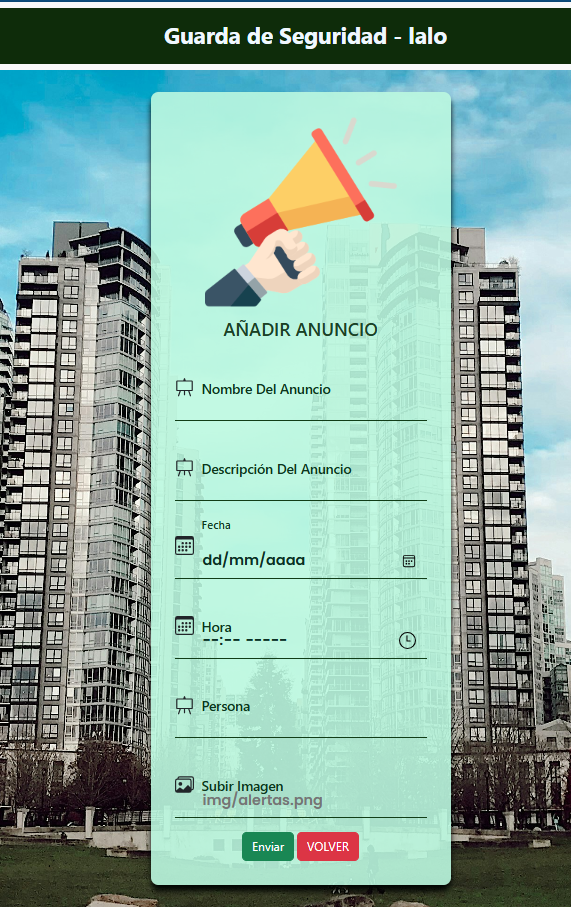 Guarda de Seguridad - lalo
AÑADIR ANUNCIO
Nombre Del Anuncio
Descripción Del Anuncio
Fecha
dd/mm/aaaa
Hora
--:-- -----
Persona
Subir Imagen
img/alertas.png
Enviar VOLVER